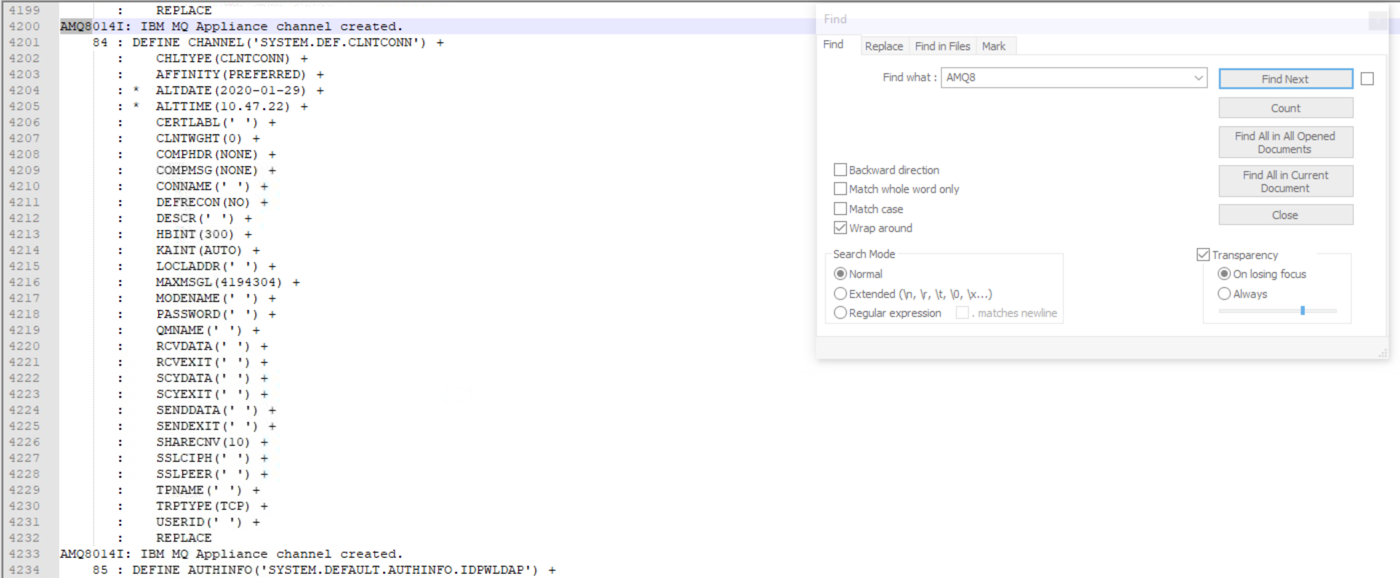 4199 : REPLACE
4200 AMQ8014I: IBM MQ Appliance channel created.
4201 84 : DEFINE CHANNEL('SYSTEM.DEF.CLNTCONN') +
4202 : CHLTYPE(CLNTCONN) +
4203 : AFFINITY(PREFERRED) +
4204 : * ALTDATE(2020-01-29) +
4205 : * ALTTIME(10.47.22) +
4206 : CERTLABL(' ') +
4207 : CLNTWGHT(0) +
4208 : COMPHDR(NONE) +
4209 : COMPMSG(NONE) +
4210 : CONNAME(' ') +
4211 : DEFRECON(NO) +
4212 : DESCR(' ') +
4213 : HBINT(300) +
4214 : KAINT(AUTO) +
4215 : LOCLADDR(' ') +
4216 : MAXMSGL(4194304) +
4217 : MODENAME(' ') +
4218 : PASSWORD(' ') +
4219 : QMNAME(' ') +
4220 : RCVDATA(' ') +
4221 : RCVEXIT(' ') +
4222 : SCYDATA(' ') +
4223 : SCYEXIT(' ') +
4224 : SENDDATA(' ') +
4225 : SENDEXIT(' ') +
4226 : SHARECNV(10) +
4227 : SSLCIPH(' ') +
4228 : SSLPEER(' ') +
4229 : TPNAME(' ') +
4230 : TRPTYPE(TCP) +
4231 : USERID(' ') +
4232 : REPLACE
4233 AMQ8014I: IBM MQ Appliance channel created.
4234 85 : DEFINE AUTHINFO('SYSTEM.DEFAULT.AUTHINFO.IDPWLDAP') +
Find
Find Replace Find in Files Mark
Find what : AMQ8
Find Next
Count
Find All in All Opened
Documents
Find All in Current
Document
Close
Backward direction
Match whole word only
Match case
Wrap around
Search Mode
Normal
Extended (\n, \r, \t, \0, \x...)
Regular expression . matches newline
Transparency
On losing focus
Always